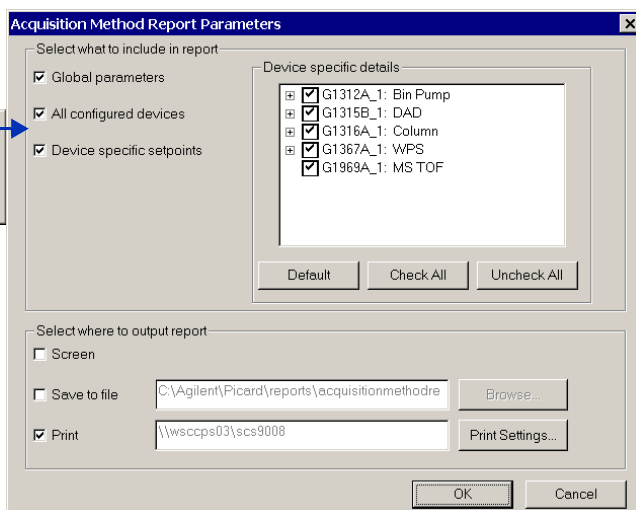 Acquisition Method Report Parameters
Select what to include in report
Global parameters
All configured devices
Device specific setpoints
Device specific details
G1312A_1: Bin Pump
G1315B_1: DAD
G1316A_1: Column
G1367A_1: WPS
G1969A_1: MS TOF
Default
Check All
Uncheck All
Select where to output report
Screen
Save to file
C:\Agilent\Picard\reports\acquisitionmethodre
Browse...
Print
\\wsccps03\scs9008
Print Settings...
OK
Cancel